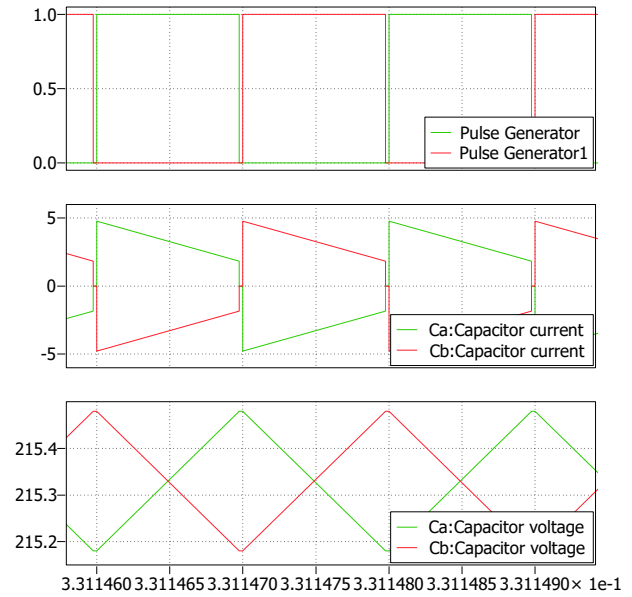 1.0
0.5
0.0
Pulse Generator
Pulse Generator1
5
0
-5
Ca:Capacitor current
Cb:Capacitor current
215.4
215.3
215.2
Ca:Capacitor voltage
Cb:Capacitor voltage
3.311460 3.311465 3.311470 3.311475 3.311480 3.311485 3.311490× 1e-1